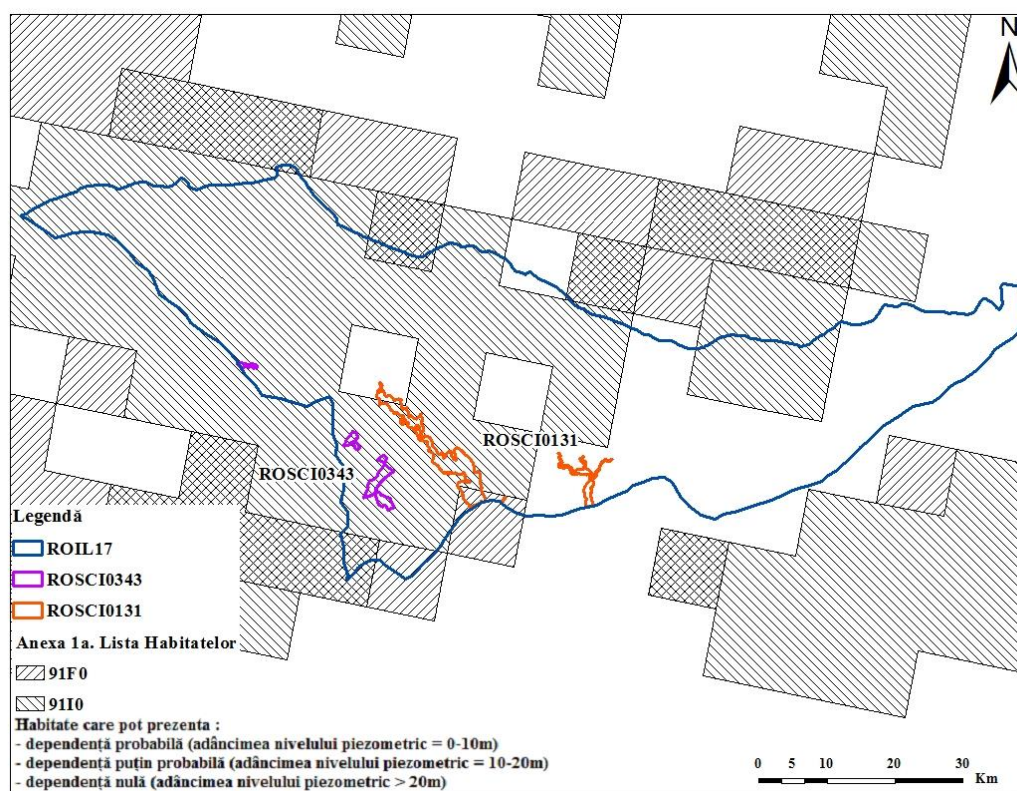 N
ROSCI0131
ROSCI0343
Legendă
ROIL17
ROSCI0343
ROSCI0131
Anexa 1a. Lista Habitatelor
91F0
91I0
Habitate care pot prezenta :
- dependență probabilă (adâncimea nivelului piezometric = 0-10m)
- dependență puțin probabilă (adâncimea nivelului piezometric = 10-20m)
- dependență nulă (adâncimea nivelului piezometric > 20m)
0 5 10 20 30
Km